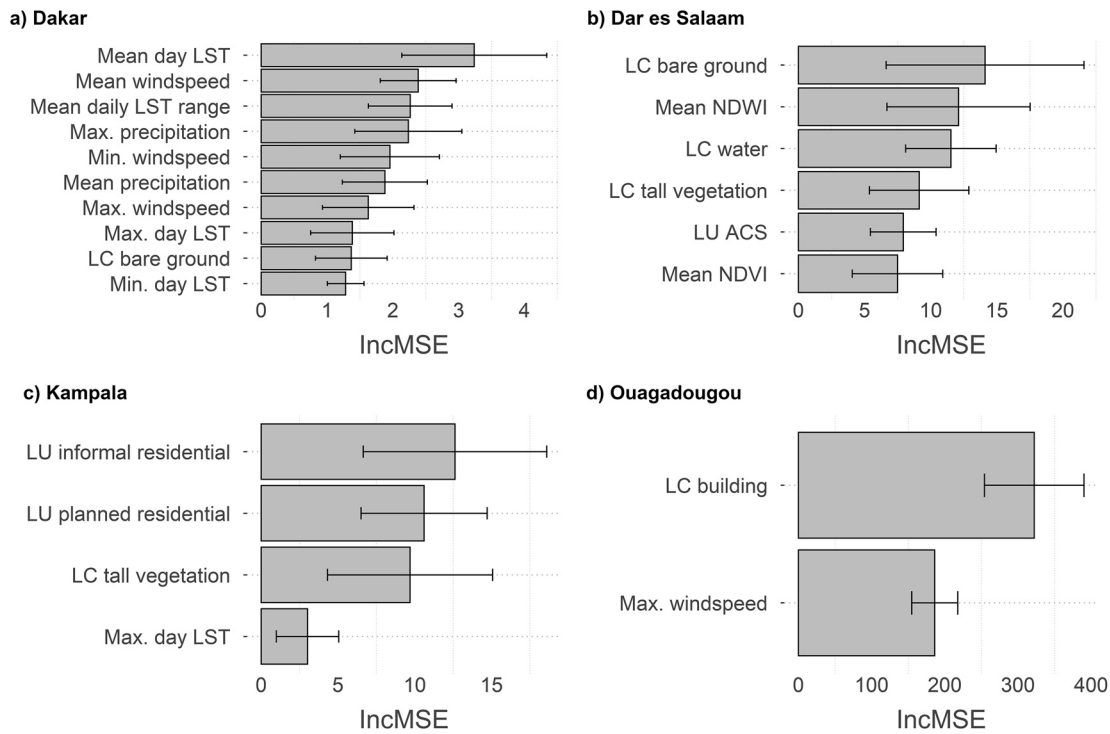 a) Dakar
Mean day LST
Mean windspeed
Mean daily LST range
Max. precipitation
Min. windspeed
Mean precipitation
Max. windspeed
Max. day LST
LC bare ground
Min. day LST
0 1 2 3 4
IncMSE
b) Dar es Salaam
LC bare ground
Mean NDWI
LC water
LC tall vegetation
LU ACS
Mean NDVI
0 5 10 15 20
IncMSE
c) Kampala
LU informal residential
LU planned residential
LC tall vegetation
Max. day LST
0 5 10 15
IncMSE
d) Ouagadougou
LC building
Max. windspeed
0 100 200 300 400
IncMSE